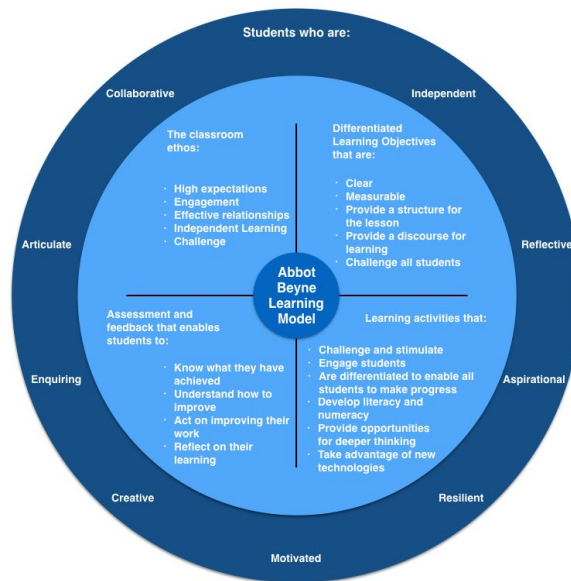 Students who are:
Collaborative
Independent
The classroom
ethos:
· High expectations
· Engagement
· Effective relationships
· Independent Learning
· Challenge
Differentiated
Learning Objectives
that are:
· Clear
· Measurable
· Provide a structure for
the lesson
· Provide a discourse for
learning
· Challenge all students
Articulate
Reflective
Abbot
Beyne
Learning
Model
Assessment and
feedback that enables
students to:
· Know what they have
achieved
· Understand how to
improve
· Act on improving their
work
· Reflect on their
learning
Learning activities that:
· Challenge and stimulate
· Engage students
· Are differentiated to enable all
students to make progress
· Develop literacy and
numeracy
· Provide opportunities
for deeper thinking
· Take advantage of new
technologies
Enquiring
Aspirational
Creative
Resilient
Motivated